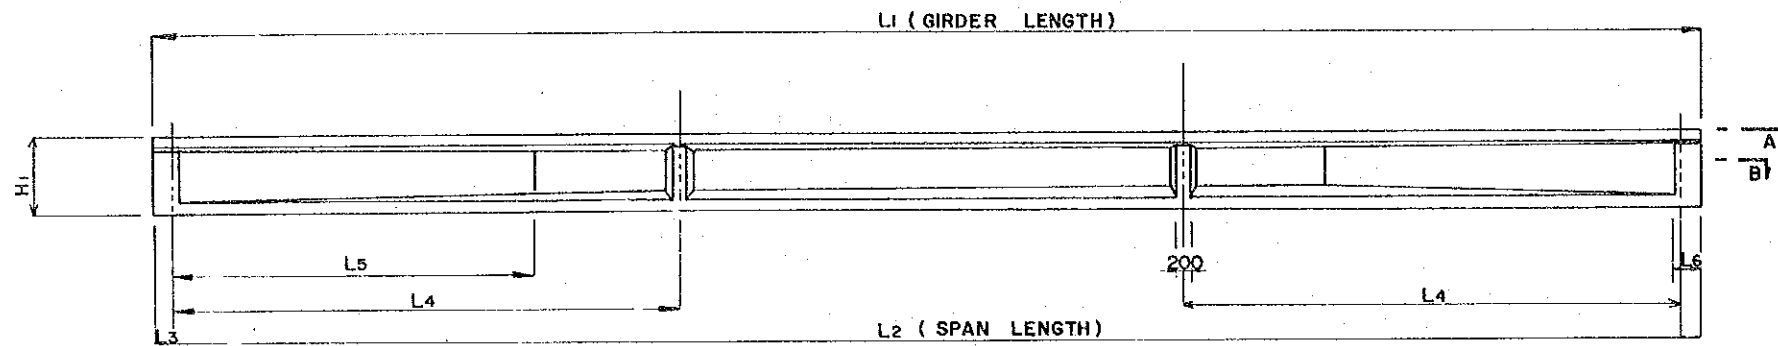 L1 ( GIRDER LENGTH )
A
B
H1
L5
200
L6
L4
L4
L3
L2 ( SPAN LENGTH )